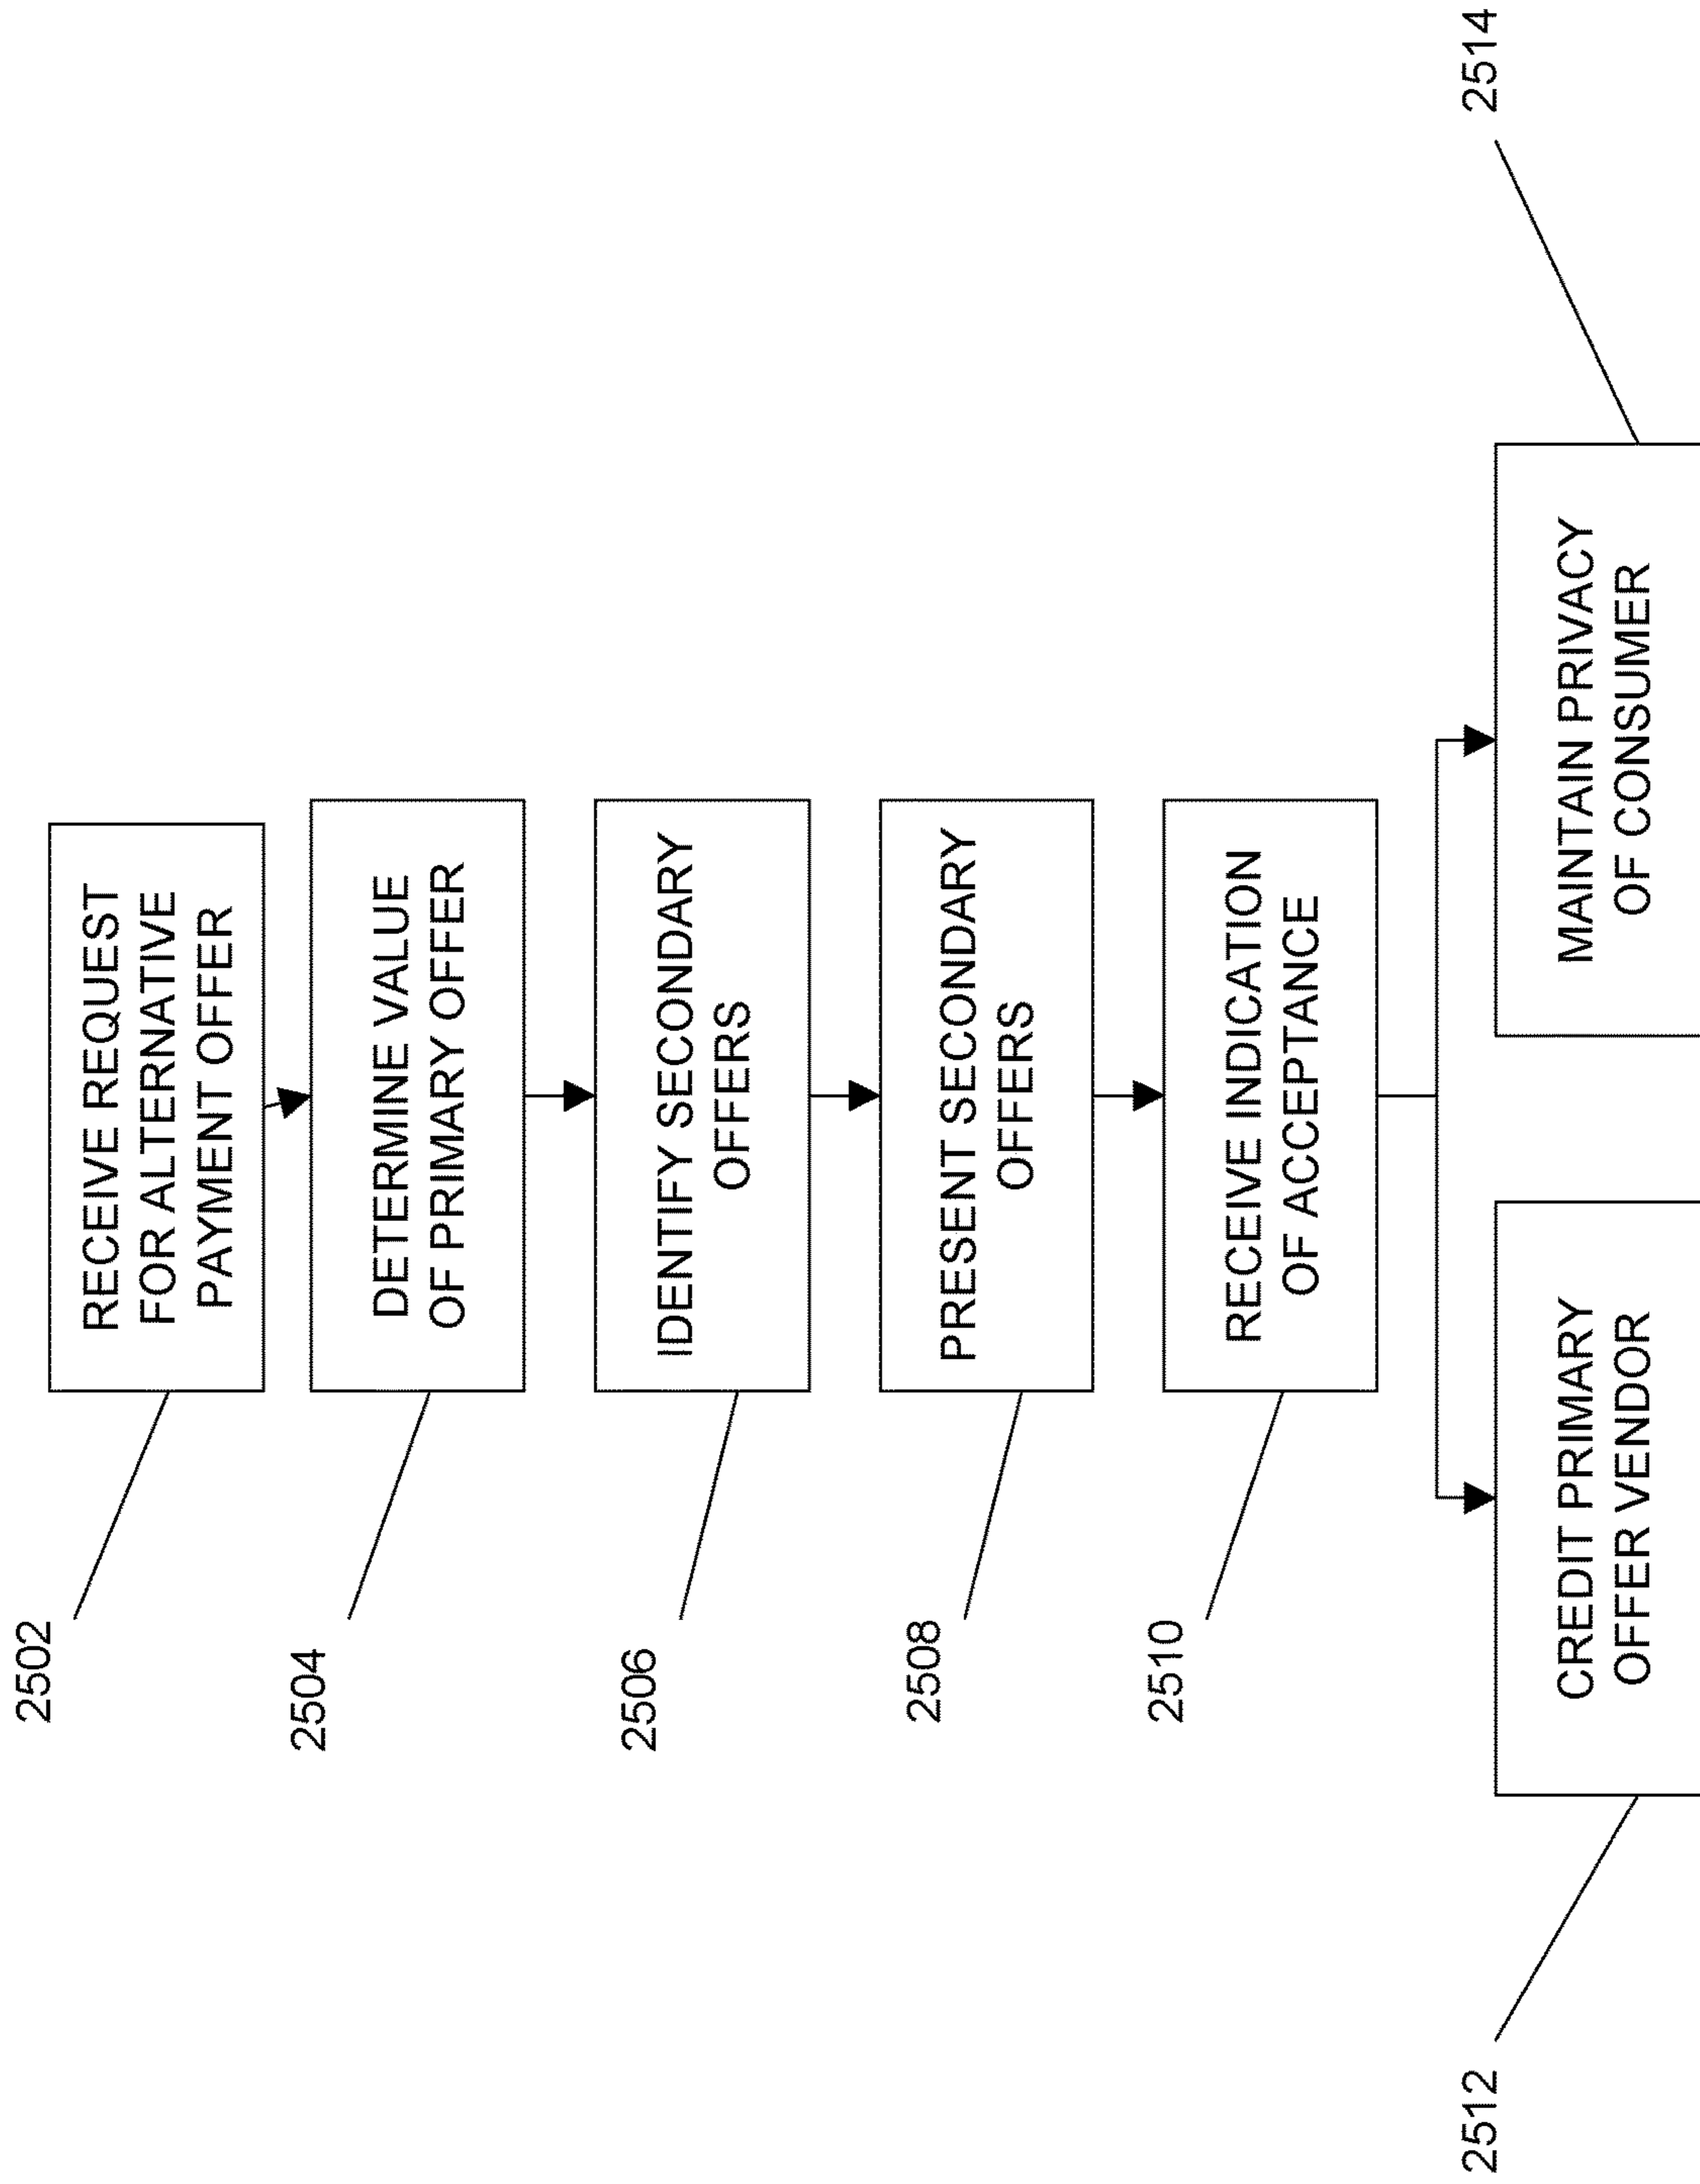 2502
RECEIVE REQUEST
FOR ALTERNATIVE
PAYMENT OFFER
2504
DETERMINE VALUE
OF PRIMARY OFFER
2506
IDENTIFY SECONDARY
OFFERS
2508
PRESENT SECONDARY
OFFERS
2510
RECEIVE INDICATION
OF ACCEPTANCE
2512
CREDIT PRIMARY
OFFER VENDOR
2514
MAINTAIN PRIVACY
OF CONSUMER